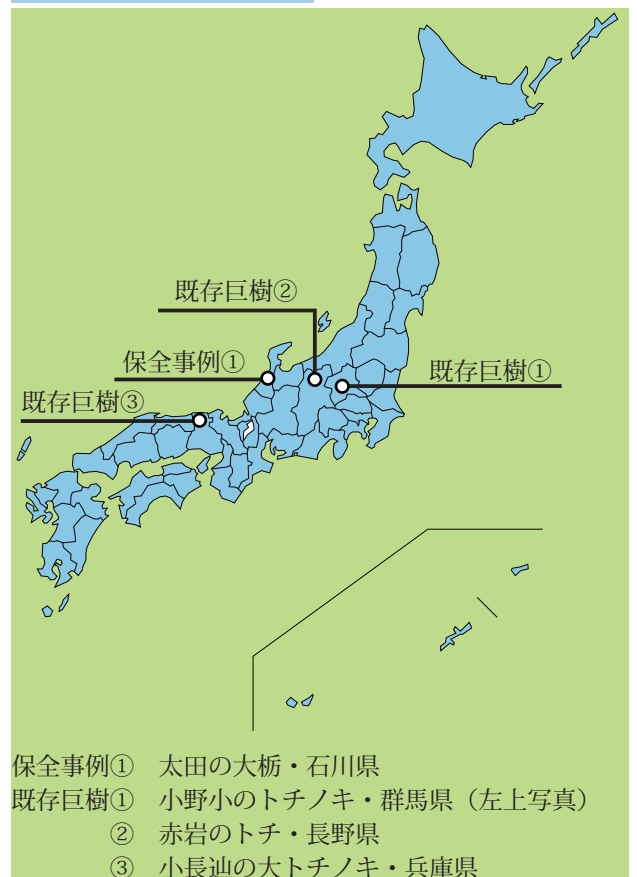 既存巨樹②
保全事例①
既存巨樹①
既存巨樹③
保全事例①　太田の大栃・石川県
既存巨樹①　小野小のトチノキ・群馬県（左上写真）
②　赤岩のトチ・長野県
③　小長辿の大トチノキ・兵庫県